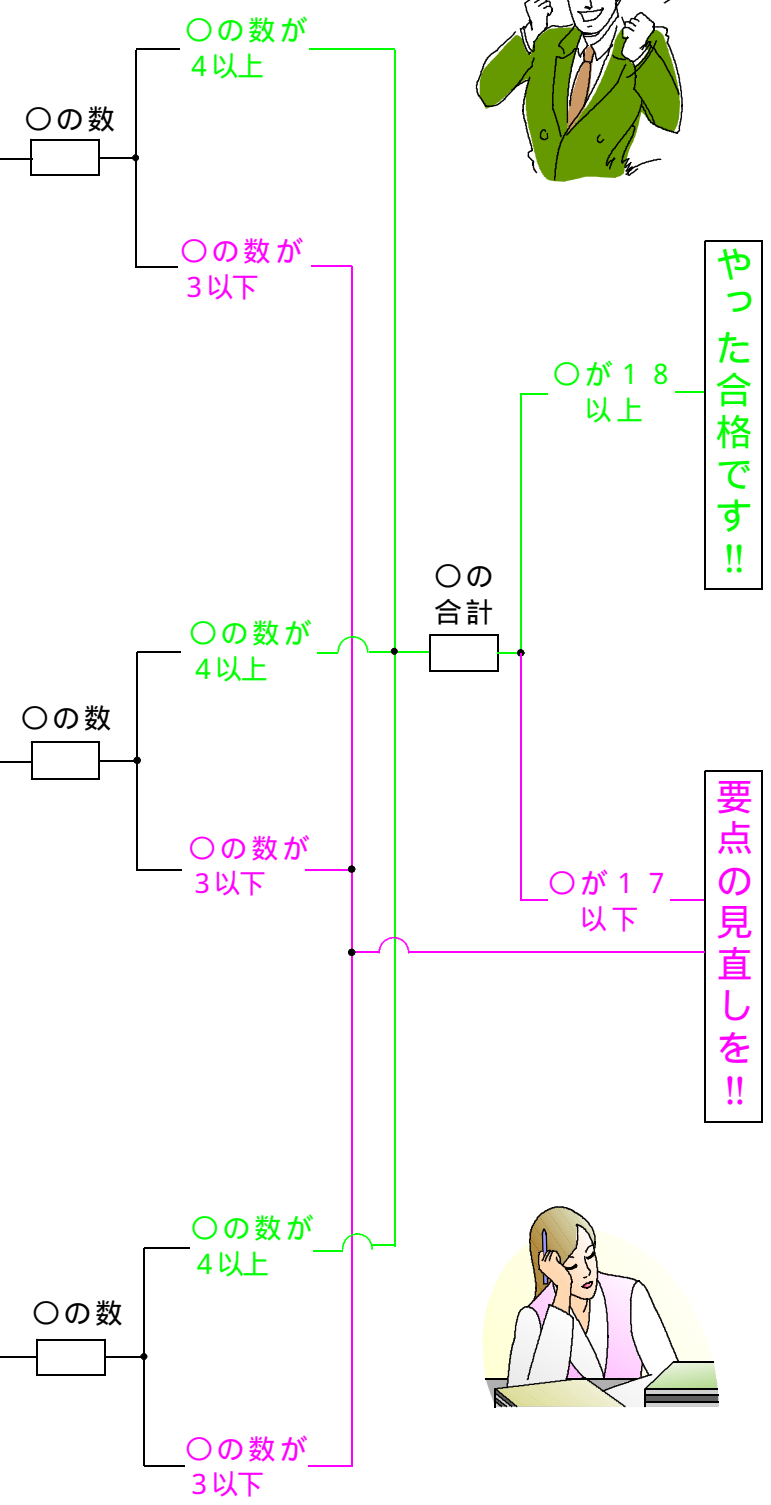 〇の数が
4以上
〇の数
〇の数が
3以下
〇が１８
以上
やった合格です!!
〇の
合計
〇の数が
4以上
〇の数
〇の数が
3以下
〇が１７
以下
要点の見直しを!!
〇の数が
4以上
〇の数
〇の数が
3以下